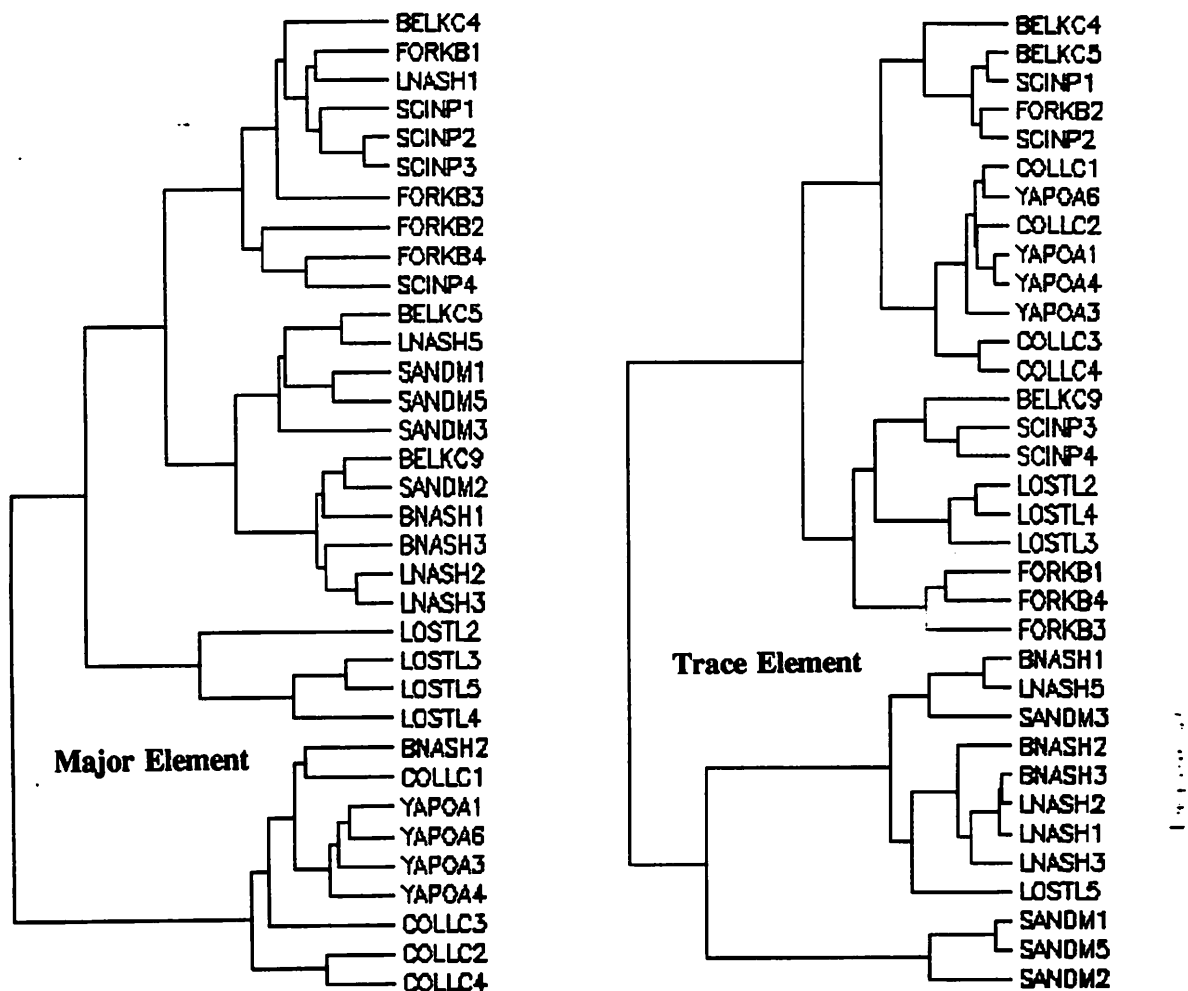 BELKC4
FORKB1
LNASH1
SCINP1
SCINP2
SCINP3
FORKB3
FORKB2
FORKB4
SCINP4
BELKC5
LNASH5
SANDM1
SANDM5
SANDM3
BELKC9
SANDM2
BNASH1
BNASH3
LNASH2
LNASH3
LOSTL2
LOSTL3
LOSTL5
LOSTL4
BNASH2
COLLC1
YAPOA1
YAPOA6
YAPOA3
YAPOA4
COLLC3
COLLC2
COLLC4
Major Element
BELKC4
BELKC5
SCINP1
FORKB2
SCINP2
COLLC1
YAPOA6
COLLC2
YAPOA1
YAPOA4
YAPOA3
COLLC3
COLLC4
BELKC9
SCINP3
SCINP4
LOSTL2
LOSTL4
LOSTL3
FORKB1
FORKB4
FORKB3
BNASH1
LNASH5
SANDM3
BNASH2
BNASH3
LNASH2
LNASH1
LNASH3
LOSTL5
SANDM1
SANDM5
SANDM2
Trace Element